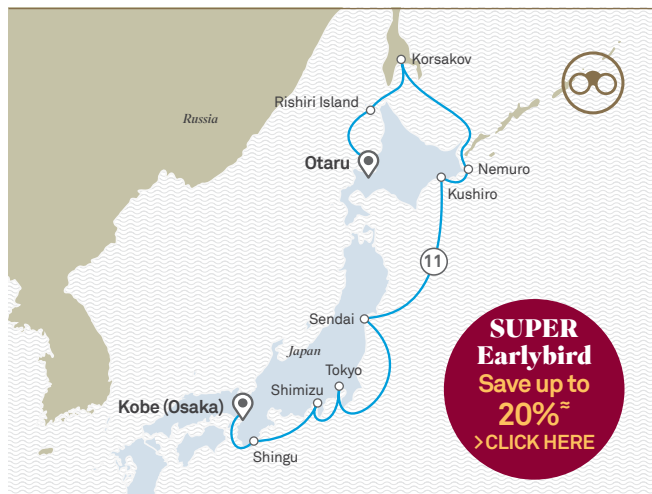 Korsakov
Rishiri Island
Russia
Otaru
Nemuro
Kushiro
11
Sendai
Japan
Tokyo
Shimizu
Kobe (Osaka)
Shingu
SUPER
Earlybird
Save up to
20%≈
>CLICK HERE